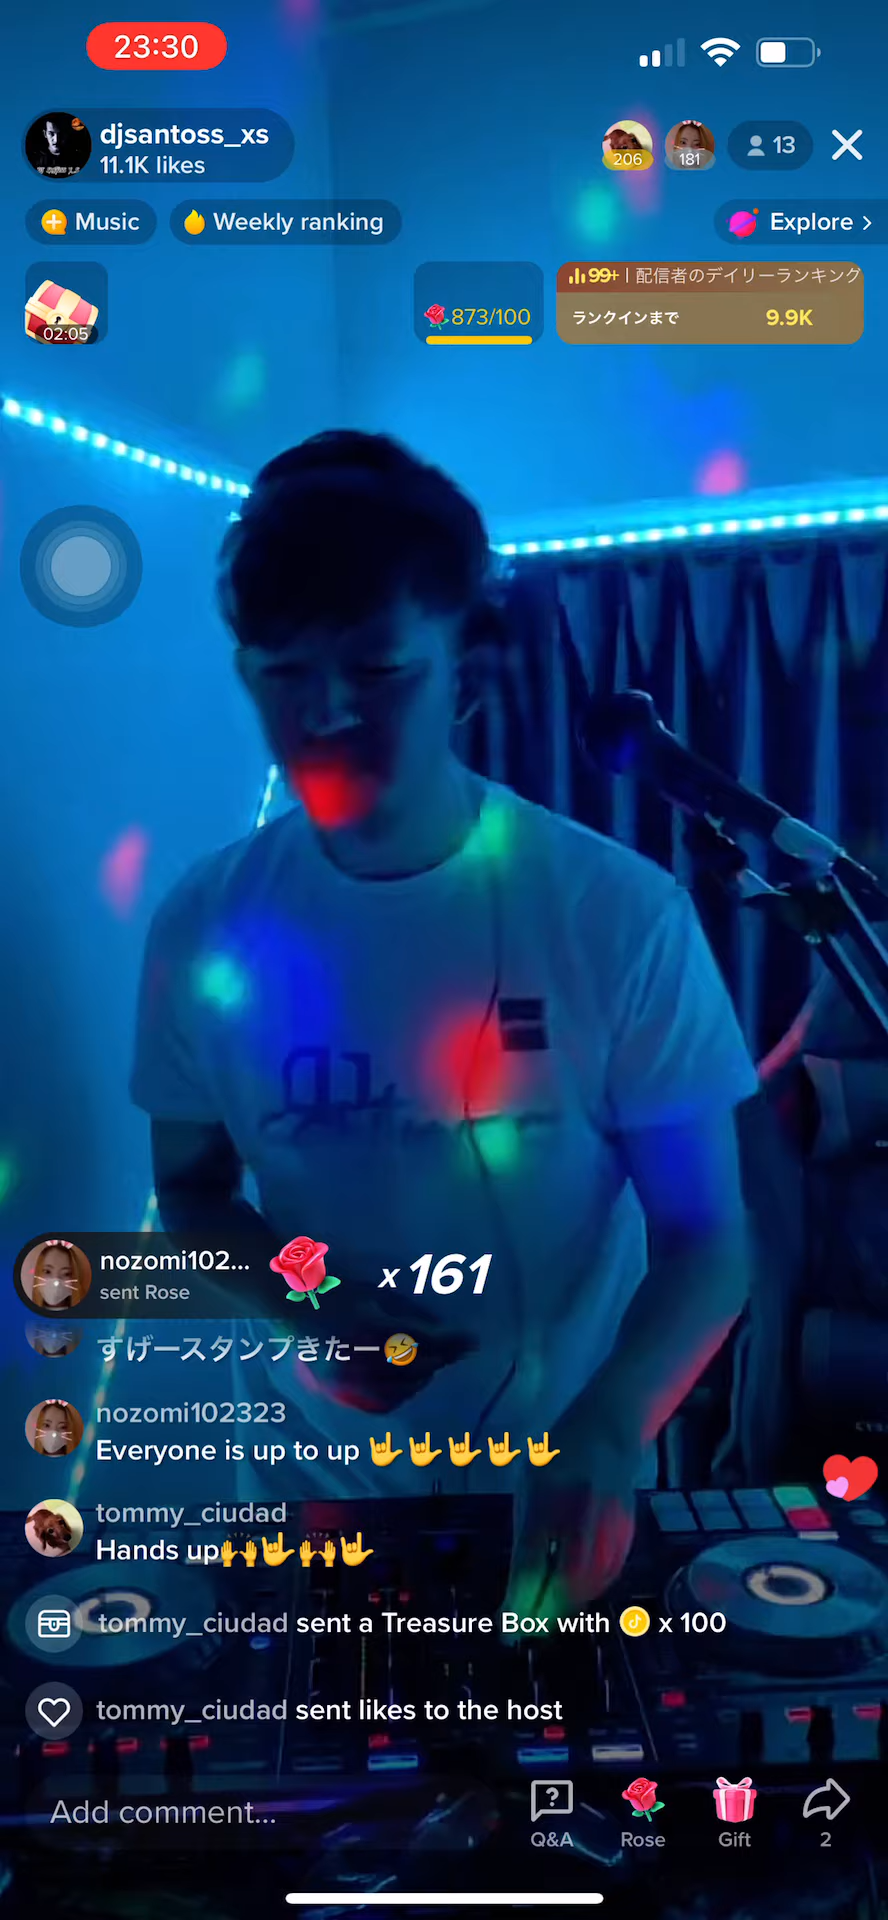 23:30
djsantoss_xs
11.1K likes
206
181
13
Music
Weekly ranking
Explore >
02:05
873/100
99+ | 配信者のデイリーランキング
ランクインまで 9.9K
nozomi102...
sent Rose
x 161
すげースタンプきたー🤣
nozomi102323
Everyone is up to up 🤟🤟🤟🤟🤟
tommy_ciudad
Hands up🙌🤟🙌🤟
tommy_ciudad sent a Treasure Box with x 100
tommy_ciudad sent likes to the host
Add comment...
Q&A
Rose
Gift
2